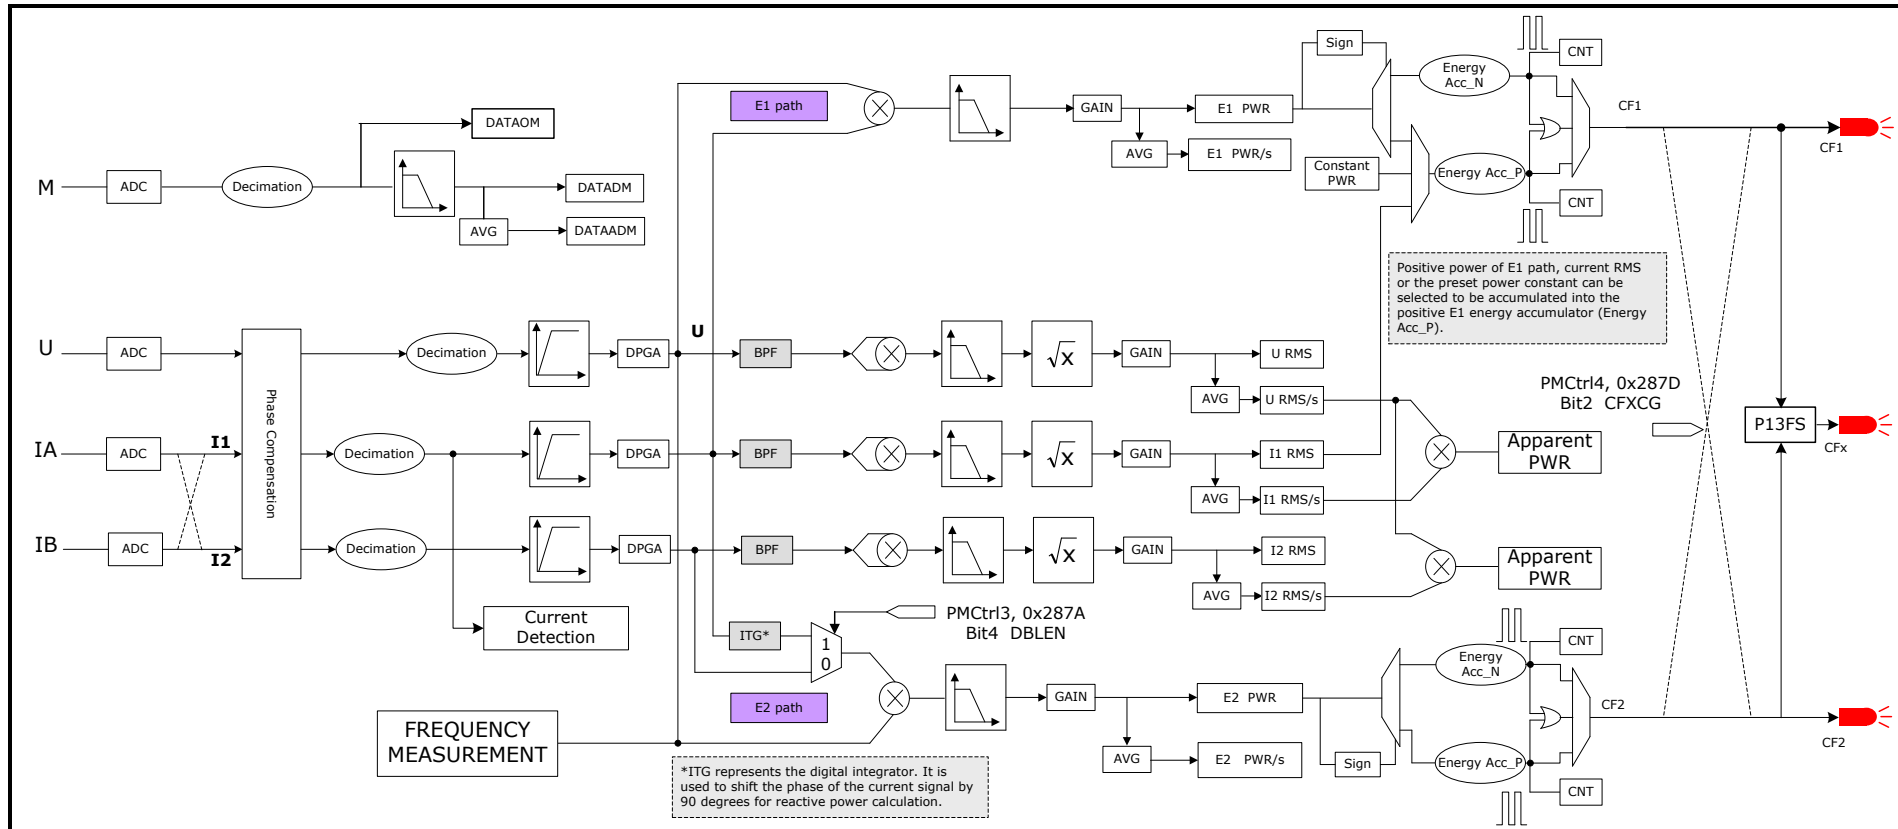 Sign
Energy
Acc_N
CNT
E1 path
GAIN
E1 PWR
CF1
DATAOM
AVG
E1 PWR/s
CF1
M
ADC
Decimation
DATADM
Constant
PWR
Energy Acc_P
CNT
AVG
DATAADM
Positive power of E1 path, current RMS
or the preset power constant can be
selected to be accumulated into the
positive E1 energy accumulator (Energy
Acc_P).
U
U
ADC
Decimation
DPGA
BPF
√x
GAIN
U RMS
AVG
U RMS/s
Phase Compensation
PMCtrl4, 0x287D
Bit2 CFXCG
IA
ADC
I1
Decimation
DPGA
BPF
√x
GAIN
I1 RMS
Apparent
PWR
P13FS
CFx
AVG
I1 RMS/s
IB
ADC
I2
Decimation
DPGA
BPF
√x
GAIN
I2 RMS
Apparent
PWR
AVG
I2 RMS/s
Current
Detection
ITG*
1
0
PMCtrl3, 0x287A
Bit4 DBLEN
Energy
Acc_N
CNT
E2 path
GAIN
E2 PWR
CF2
CF2
FREQUENCY
MEASUREMENT
AVG
E2 PWR/s
Sign
Energy Acc_P
CNT
*ITG represents the digital integrator. It is
used to shift the phase of the current signal by
90 degrees for reactive power calculation.